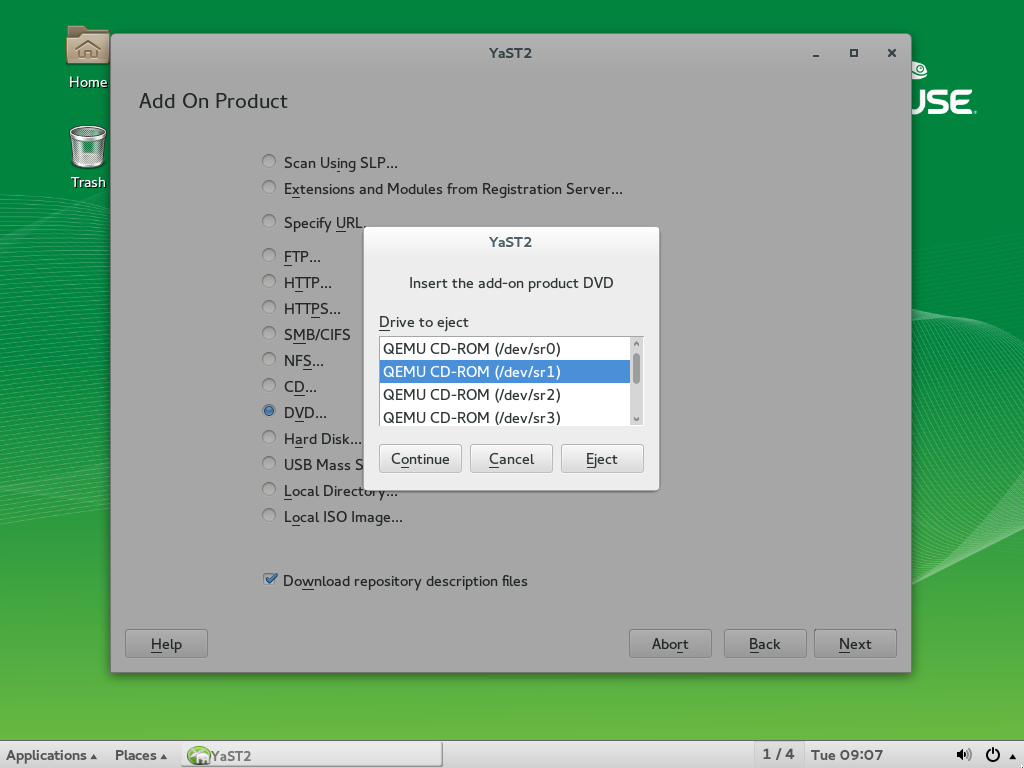 Home
Trash
YaST2
Add On Product
Scan Using SLP...
Extensions and Modules from Registration Server...
Specify URL.
FTP...
HTTP...
HTTPS...
SMB/CIFS
NFS...
CD...
DVD...
Hard Disk...
USB Mass S
Local Directory...
Local ISO Image...
Download repository description files
Help
Abort
Back
Next
YaST2
Insert the add-on product DVD
Drive to eject
QEMU CD-ROM (/dev/sr0)
QEMU CD-ROM (/dev/sr1)
QEMU CD-ROM (/dev/sr2)
QEMU CD-ROM (/dev/sr3)
Continue
Cancel
Eject
USE
Applications
Places
YaST2
1 / 4
Tue 09:07